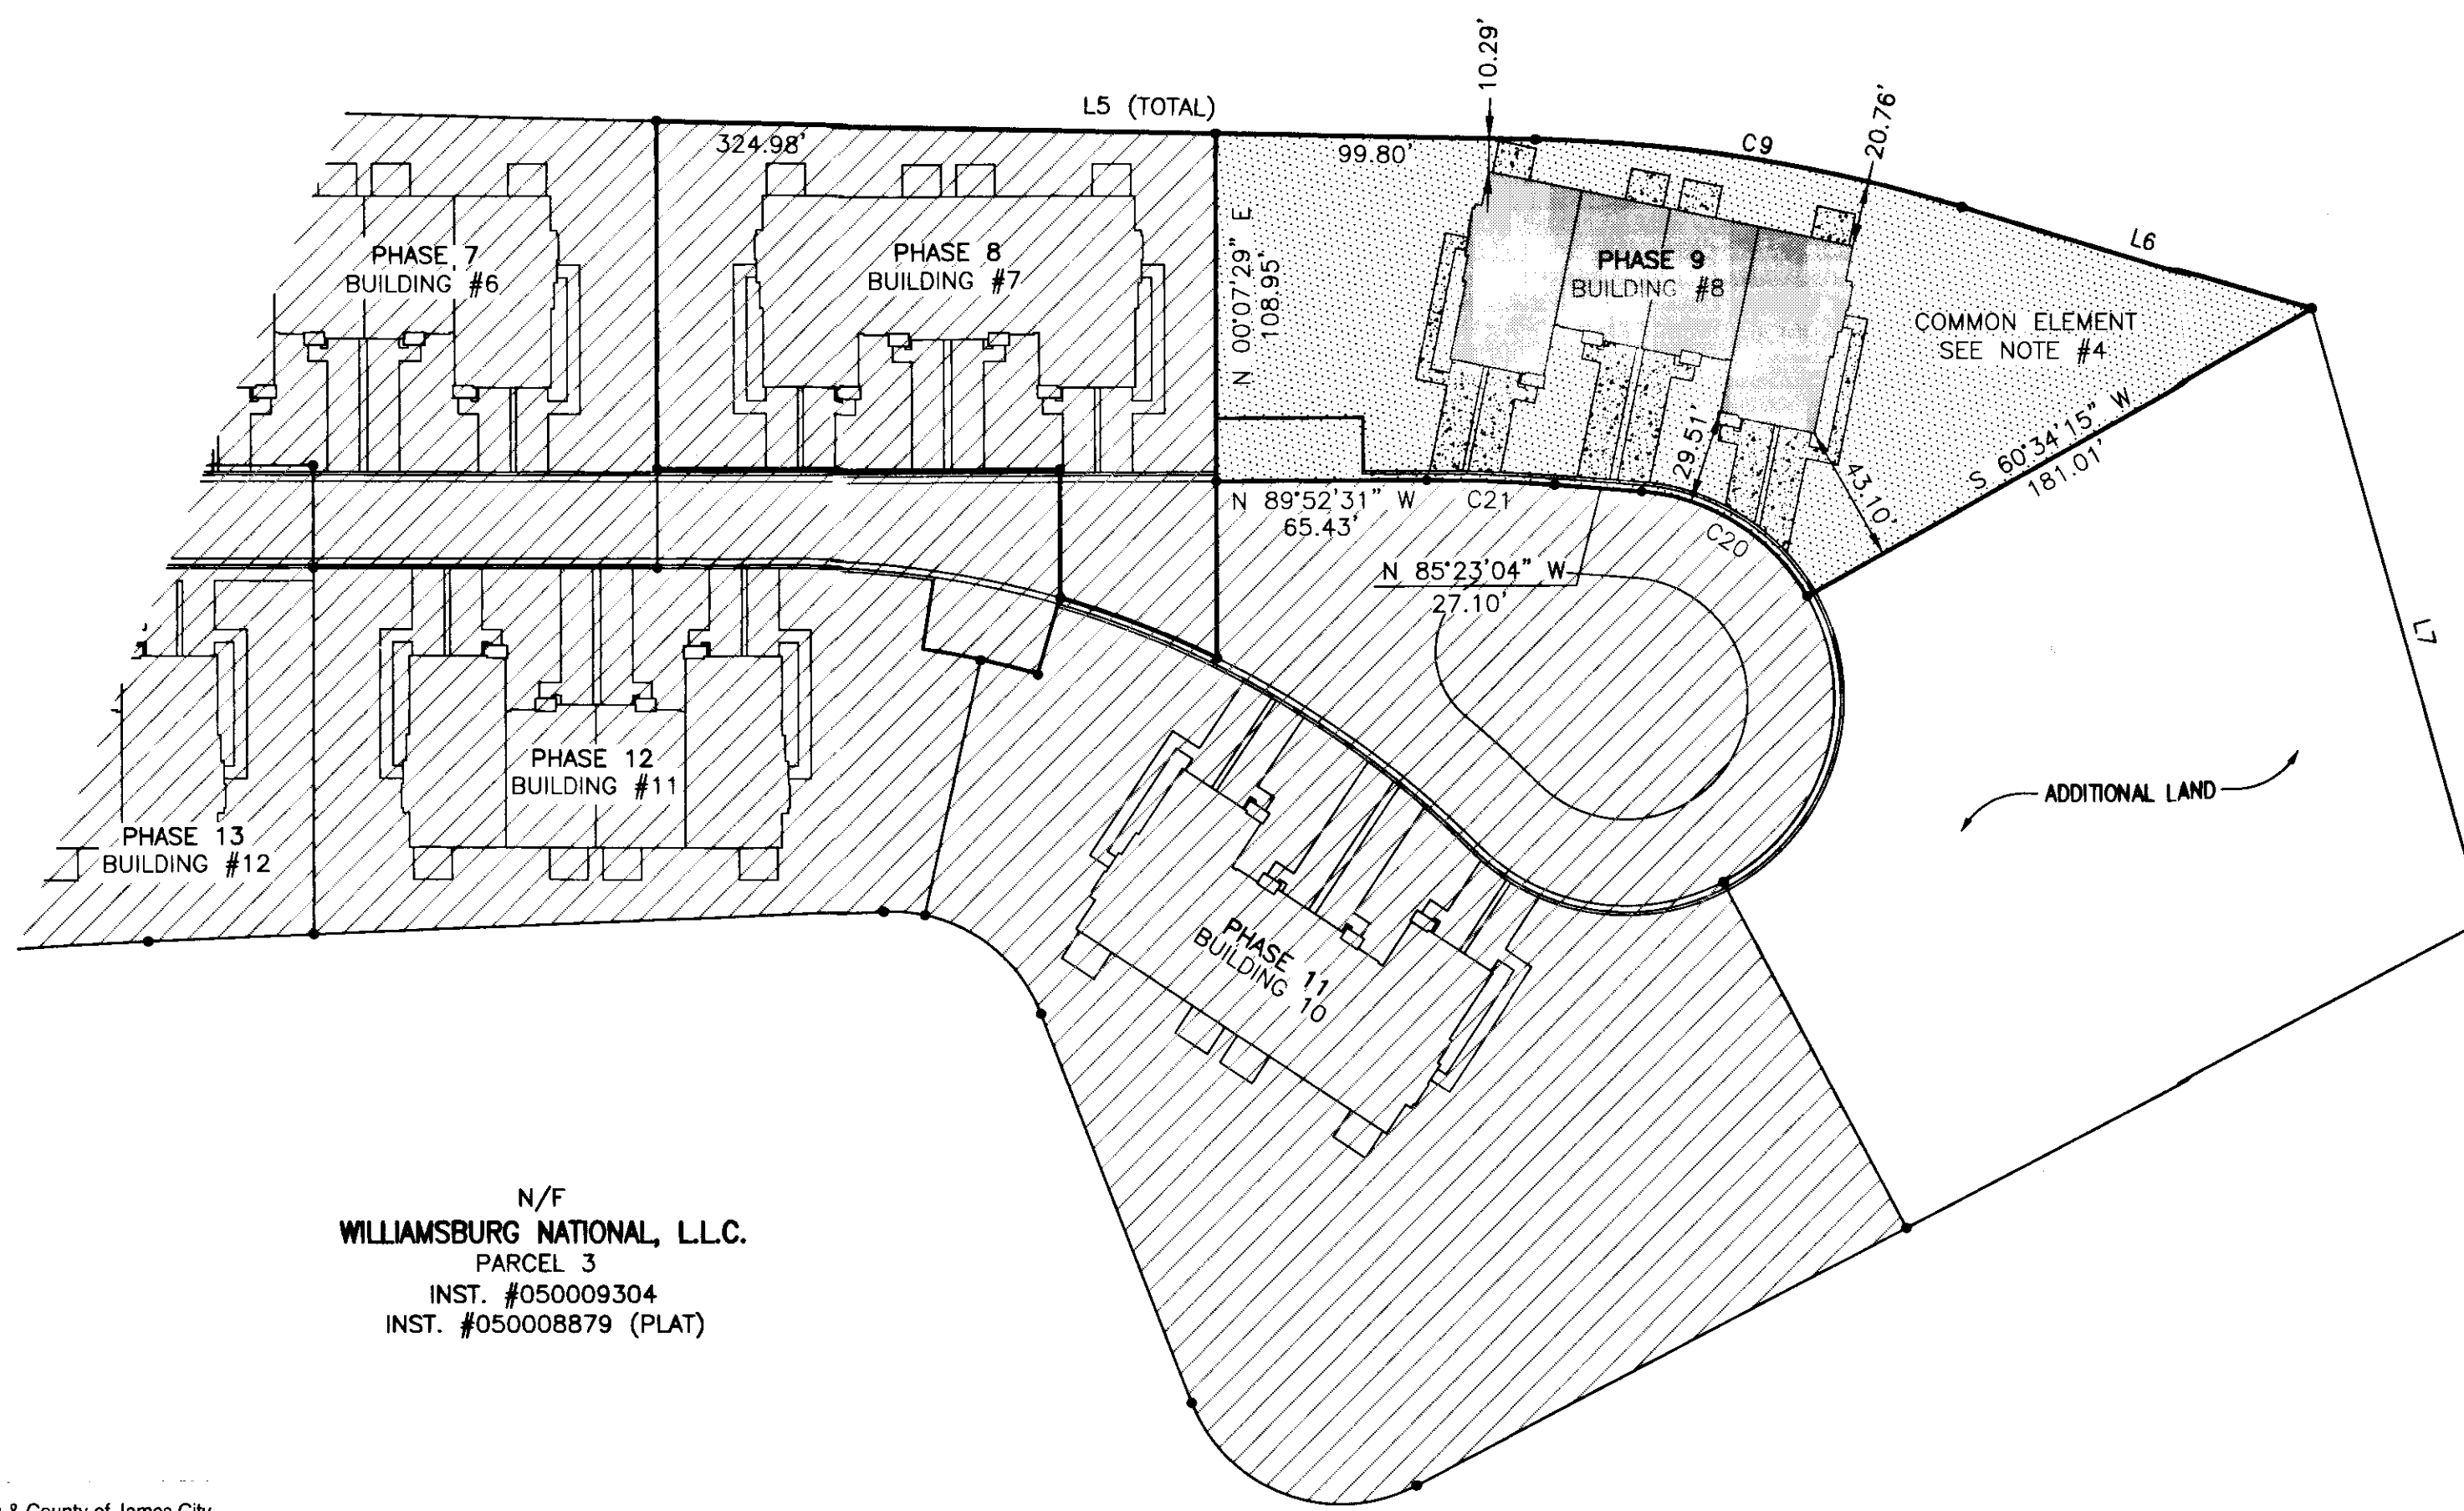 L5 (TOTAL)
324.98'
99.80'
10.29'
C9
20.76'
L6
PHASE 7
BUILDING #6
PHASE 8
BUILDING #7
N 00°07'29" E
108.95'
PHASE 9
BUILDING #8
COMMON ELEMENT
SEE NOTE #4
29.51'
43.10'
S 60°34'15" W
181.01'
N 89°52'31" W
65.43'
C21
C20
N 85°23'04" W
27.10'
L7
PHASE 12
BUILDING #11
PHASE 13
BUILDING #12
ADDITIONAL LAND
PHASE 11
BUILDING 10
N/F
WILLIAMSBURG NATIONAL, L.L.C.
PARCEL 3
INST. #050009304
INST. #050008879 (PLAT)
& County of James City